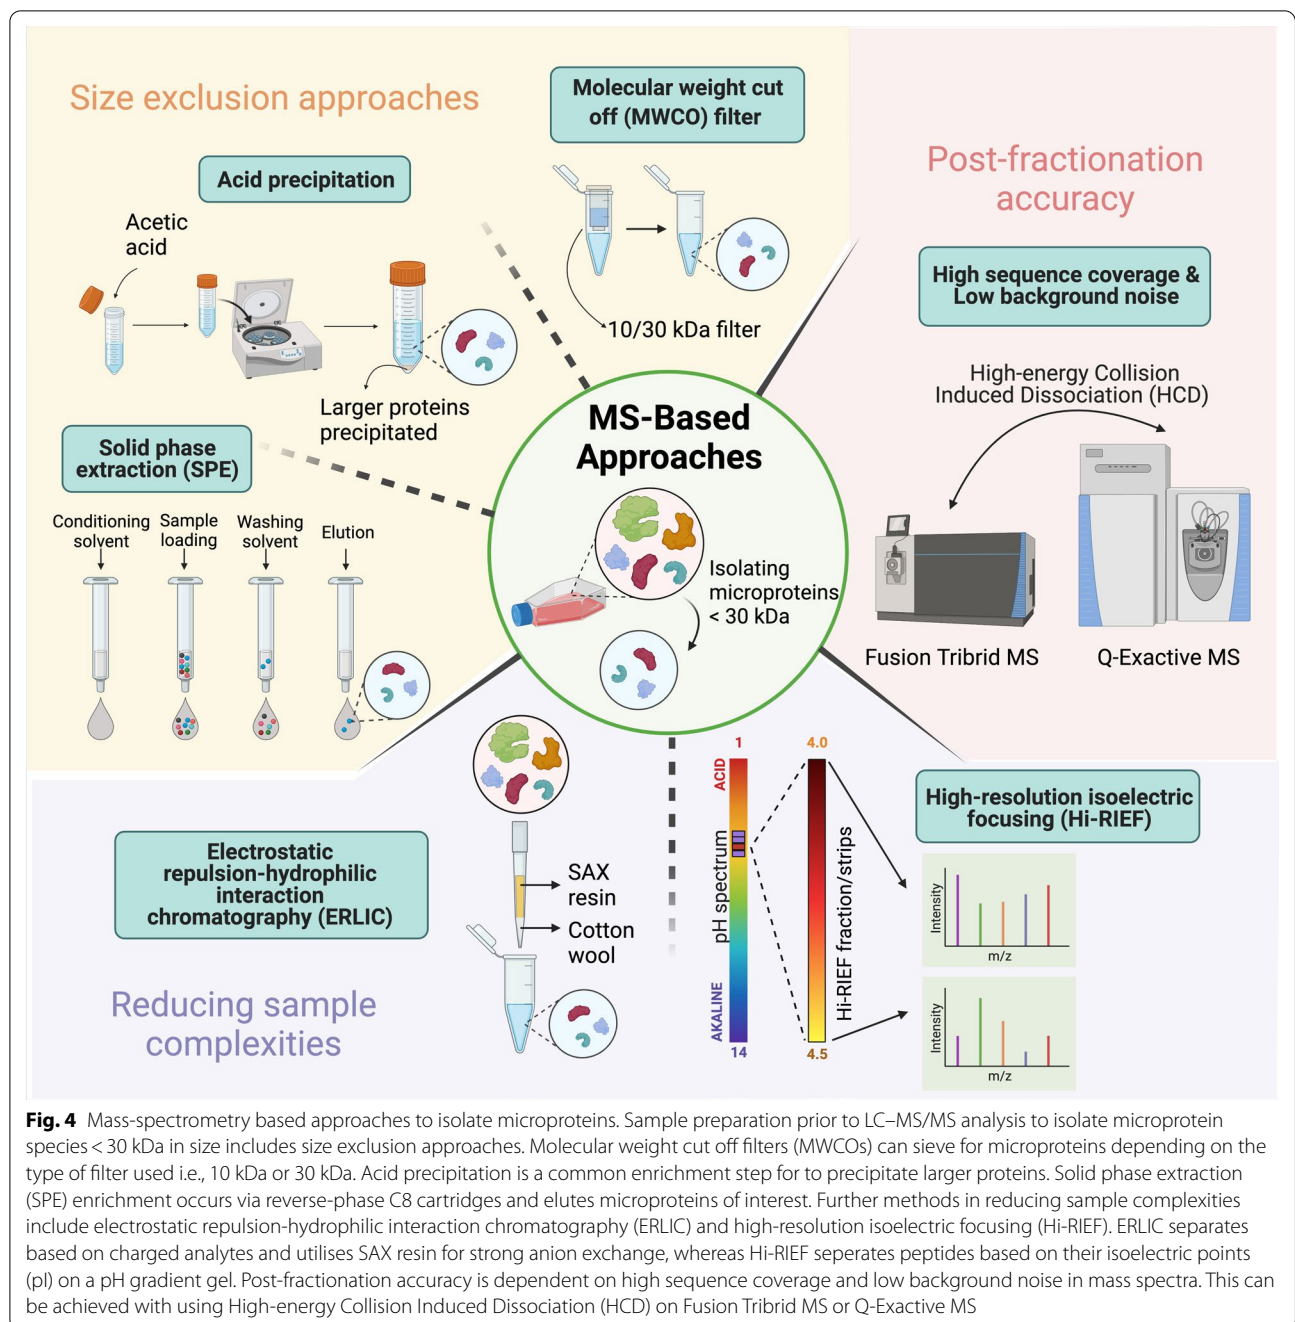 Size exclusion approaches
Molecular weight cut
off (MWCO) filter
10/30 kDa filter
Acid precipitation
Acetic
acid
Larger proteins
precipitated
Solid phase
extraction (SPE)
Conditioning
solvent
Sample
loading
Washing
solvent
Elution
Post-fractionation
accuracy
High sequence coverage &
Low background noise
High-energy Collision
Induced Dissociation (HCD)
Fusion Tribrid MS
Q-Exactive MS
MS-Based
Approaches
Isolating
microproteins
< 30 kDa
Electrostatic
repulsion-hydrophilic
interaction
chromatography (ERLIC)
SAX
resin
Cotton
wool
Reducing sample
complexities
1
ACID
pH spectrum
AKALINE
14
4.0
Hi-RIEF fraction/strips
4.5
High-resolution isoelectric
focusing (Hi-RIEF)
Intensity
m/z
Intensity
m/z
Fig. 4 Mass-spectrometry based approaches to isolate microproteins. Sample preparation prior to LC–MS/MS analysis to isolate microprotein
species < 30 kDa in size includes size exclusion approaches. Molecular weight cut off filters (MWCOs) can sieve for microproteins depending on the
type of filter used i.e., 10 kDa or 30 kDa. Acid precipitation is a common enrichment step for to precipitate larger proteins. Solid phase extraction
(SPE) enrichment occurs via reverse-phase C8 cartridges and elutes microproteins of interest. Further methods in reducing sample complexities
include electrostatic repulsion-hydrophilic interaction chromatography (ERLIC) and high-resolution isoelectric focusing (Hi-RIEF). ERLIC separates
based on charged analytes and utilises SAX resin for strong anion exchange, whereas Hi-RIEF seperates peptides based on their isoelectric points
(pI) on a pH gradient gel. Post-fractionation accuracy is dependent on high sequence coverage and low background noise in mass spectra. This can
be achieved with using High-energy Collision Induced Dissociation (HCD) on Fusion Tribrid MS or Q-Exactive MS